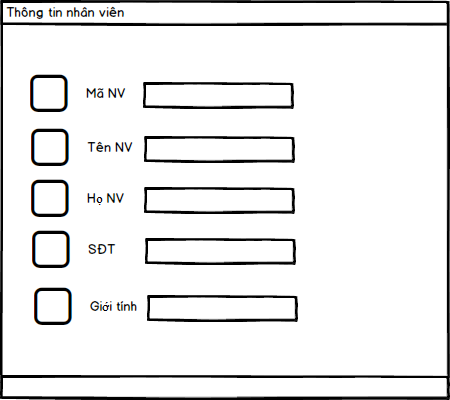 Thông tin nhân viên
Mã NV
Tên NV
Họ NV
SĐT
Giới tính